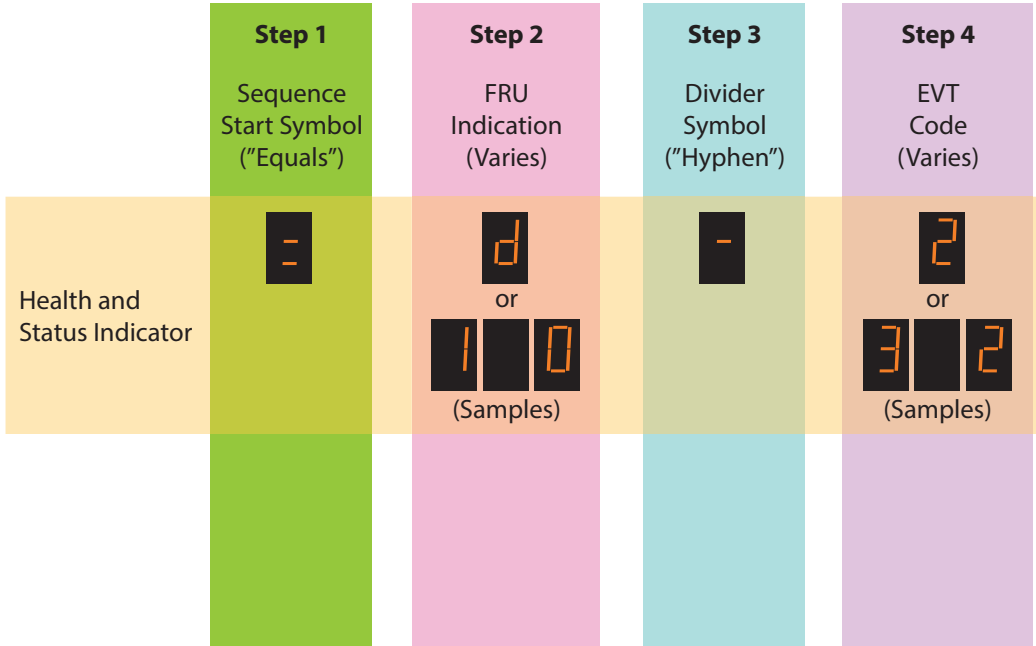 Step 1
Sequence
Start Symbol
("Equals")
Step 2
FRU
Indication
(Varies)
Step 3
Divider
Symbol
("Hyphen")
Step 4
EVT
Code
(Varies)
Health and
Status Indicator
=
d
or
1 0
(Samples)
-
2
or
3 2
(Samples)